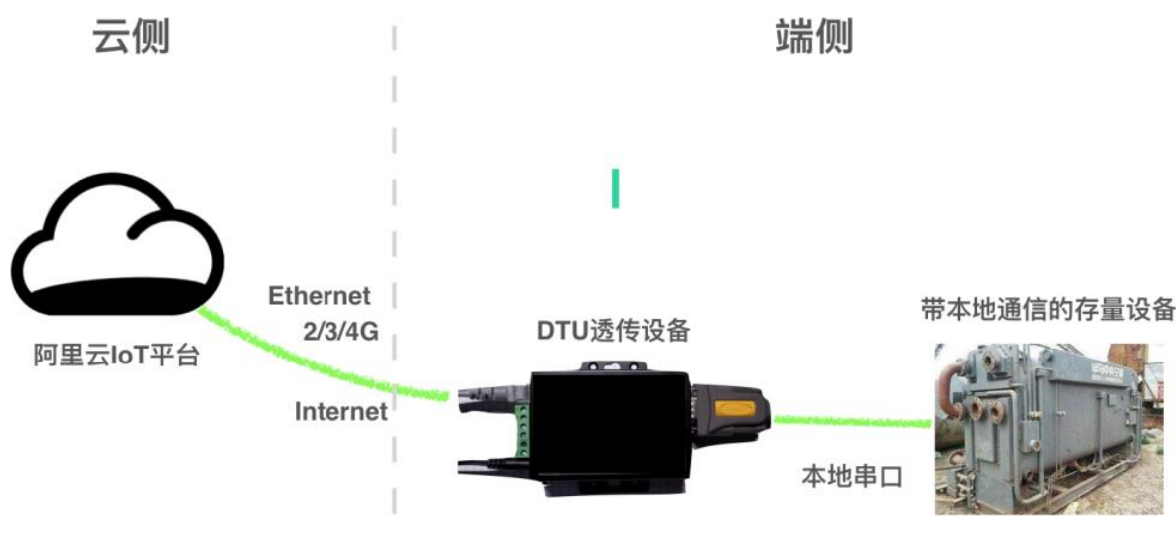 云侧
端侧
Ethernet
2/3/4G
阿里云IoT平台
Internet
DTU透传设备
带本地通信的存量设备
本地串口